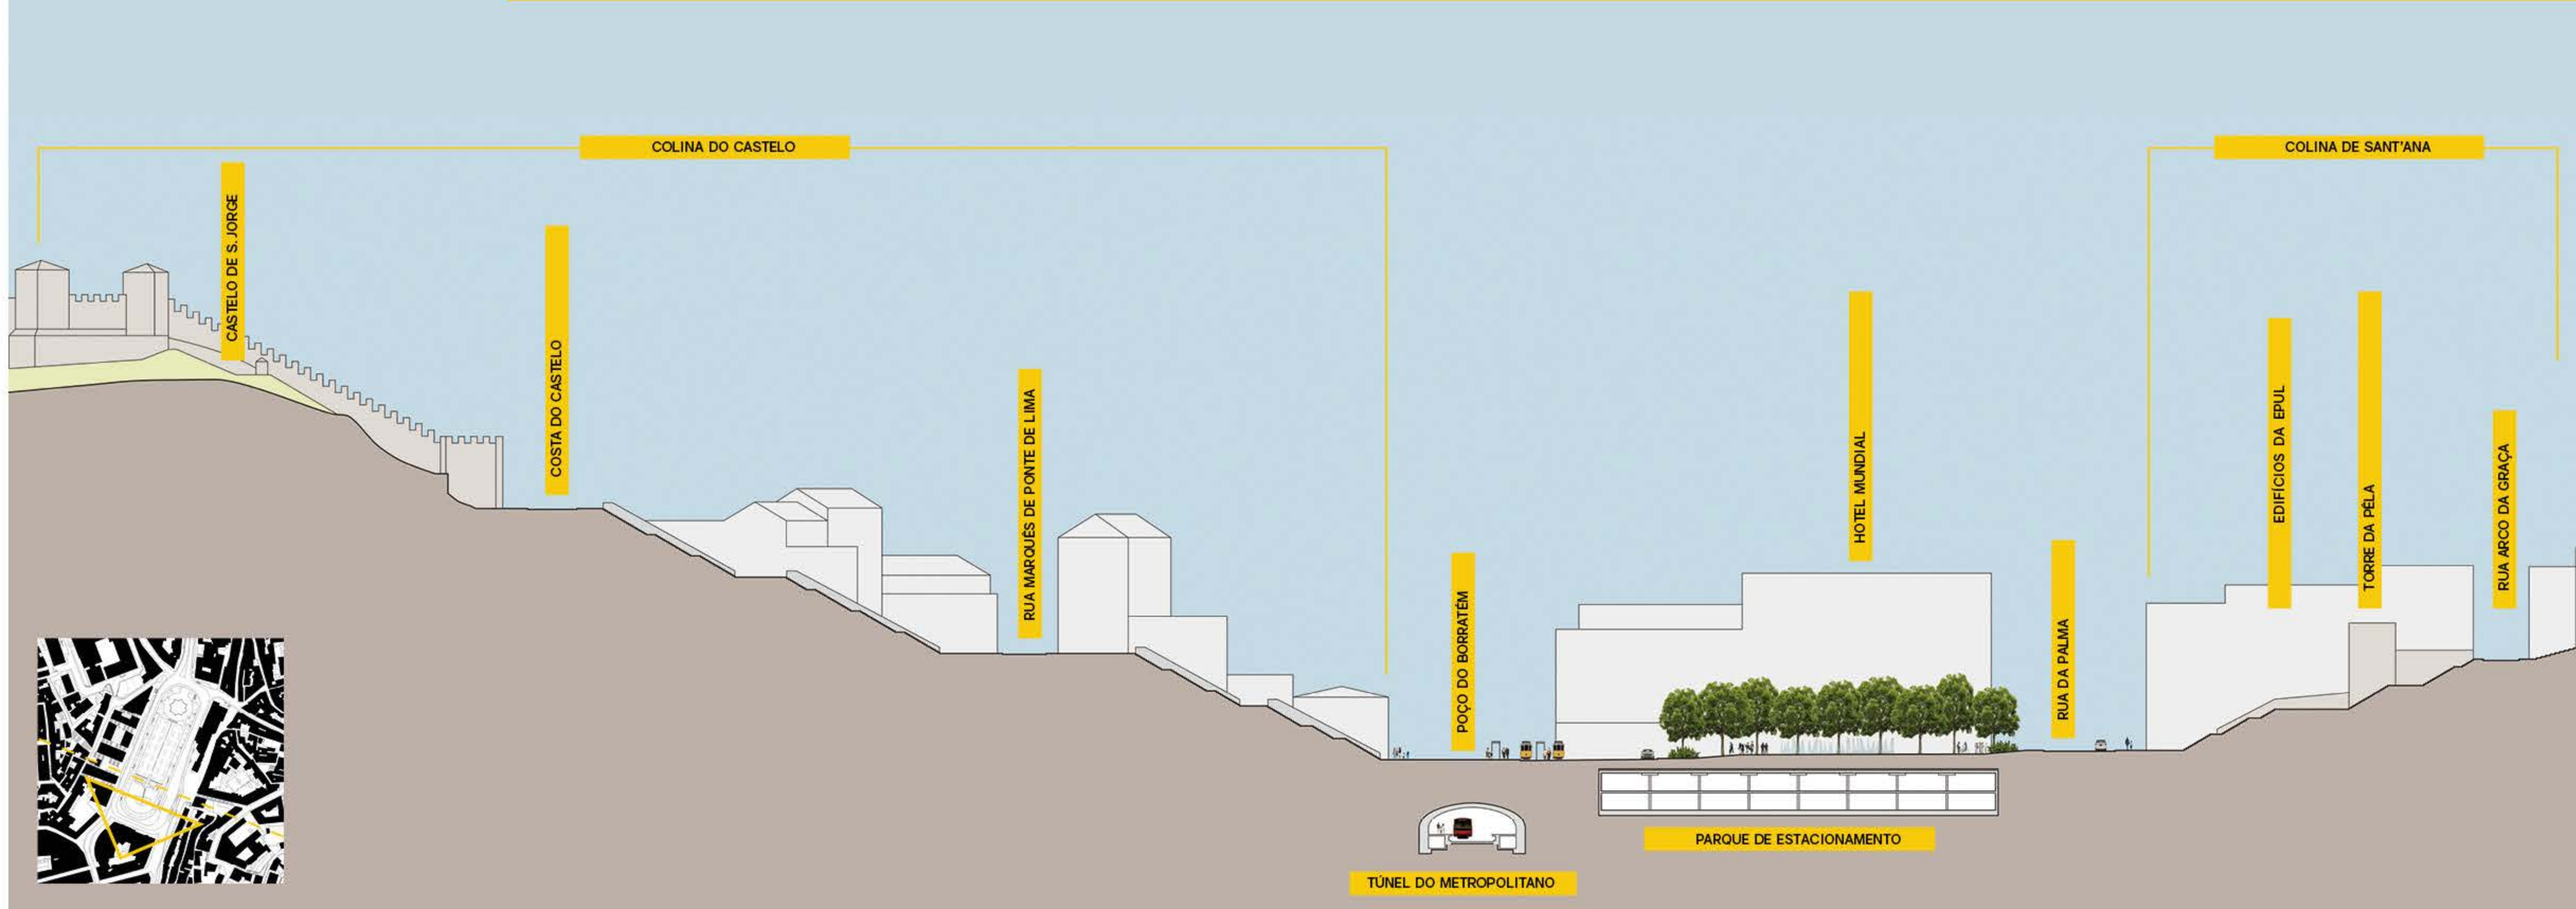 COLINA DO CASTELO
COLINA DE SANT'ANA
CASTELO DE S. JORGE
COSTA DO CASTELO
RUA MARQUÊS DE PONTE DE LIMA
POÇO DO BORRATÉM
HOTEL MUNDIAL
RUA DA PALMA
EDIFÍCIOS DA EPUL
TORRE DA PÉLA
RUA ARCO DA GRAÇA
PARQUE DE ESTACIONAMENTO
TÚNEL DO METROPOLITANO